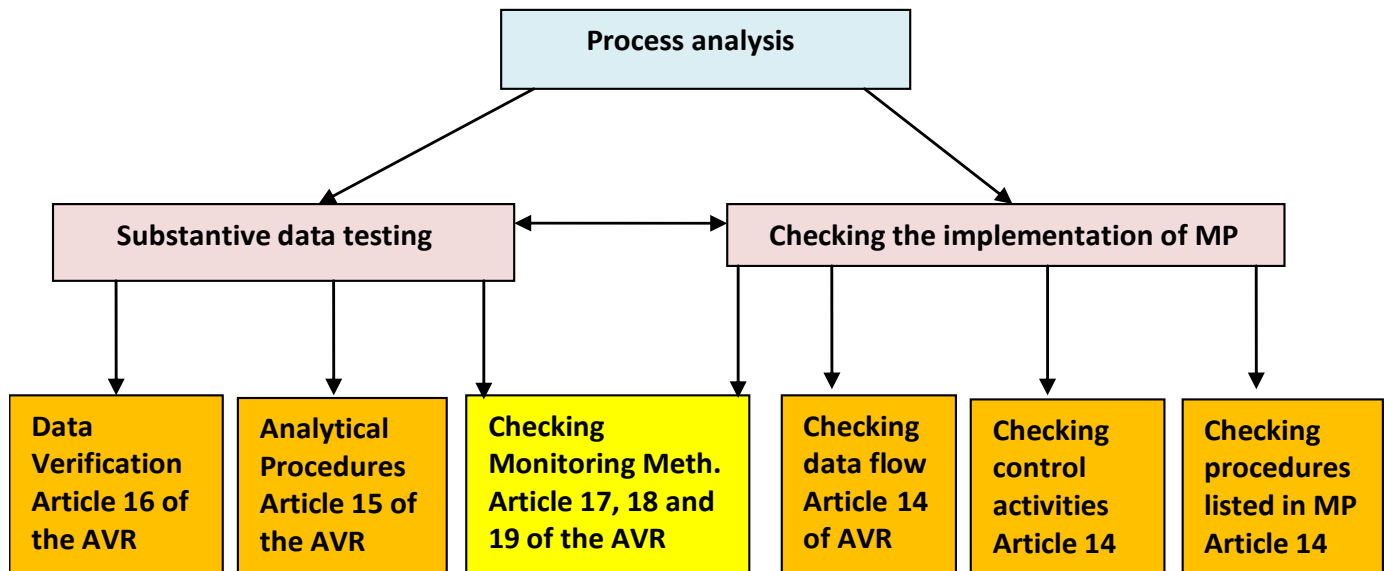 Process analysis
Substantive data testing
Checking the implementation of MP
Data
Verification
Article 16 of
the AVR
Analytical
Procedures
Article 15 of
the AVR
Checking
Monitoring Meth.
Article 17, 18 and
19 of the AVR
Checking
data flow
Article 14
of AVR
Checking
control
activities
Article 14
Checking
procedures
listed in MP
Article 14